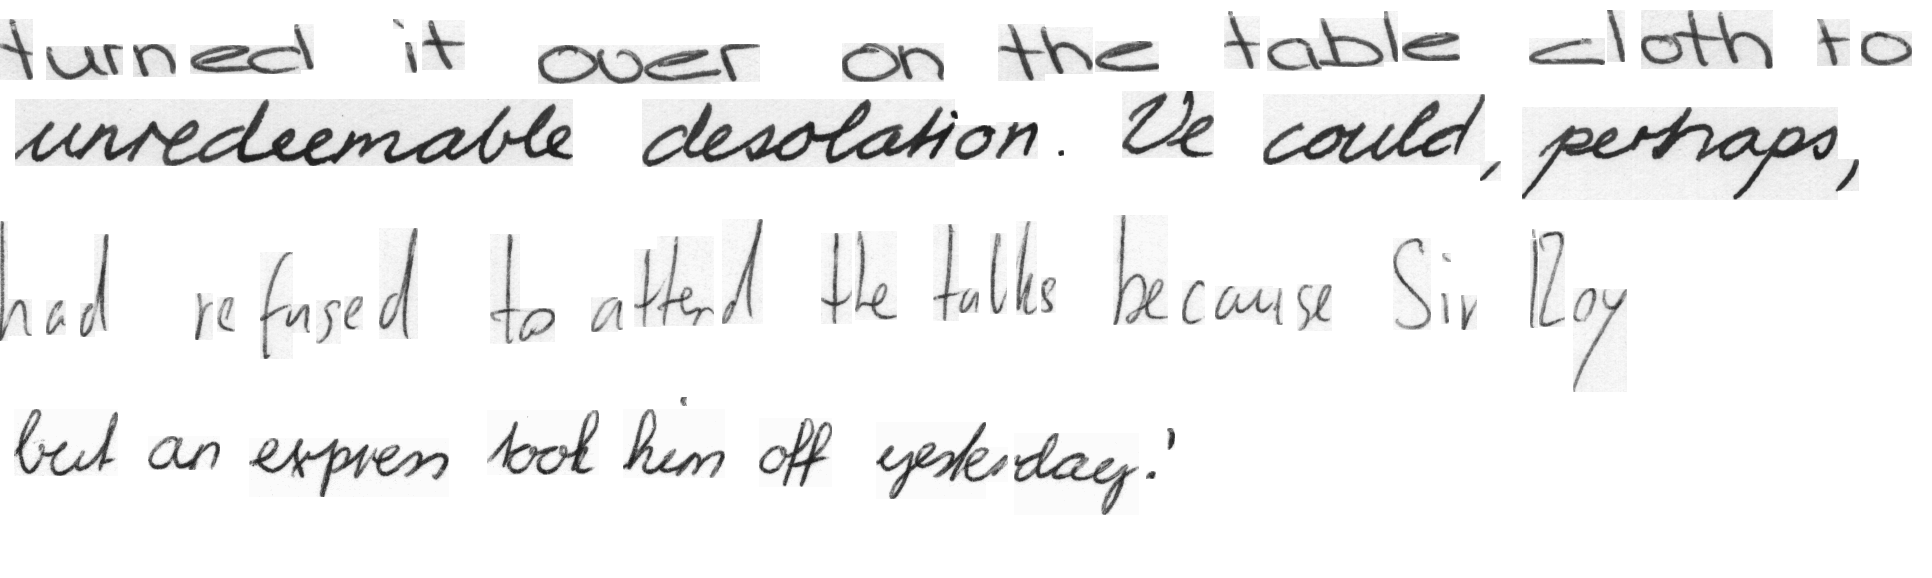 turned it over on the table cloth to
unredeemable desolation. We could, perhaps,
had refused to attend the talks because Sir Roy
but an express took him off yesterday.'